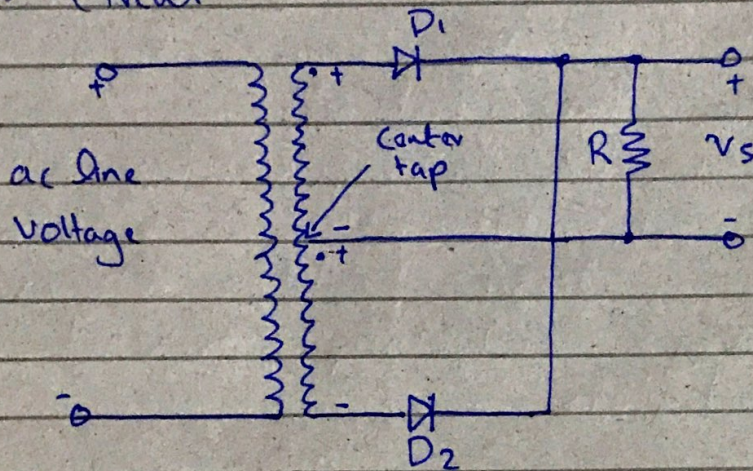 D1
+
+
ac line
voltage
Center
tap
R
+
Vs
-
-
+
-
-
-
D2